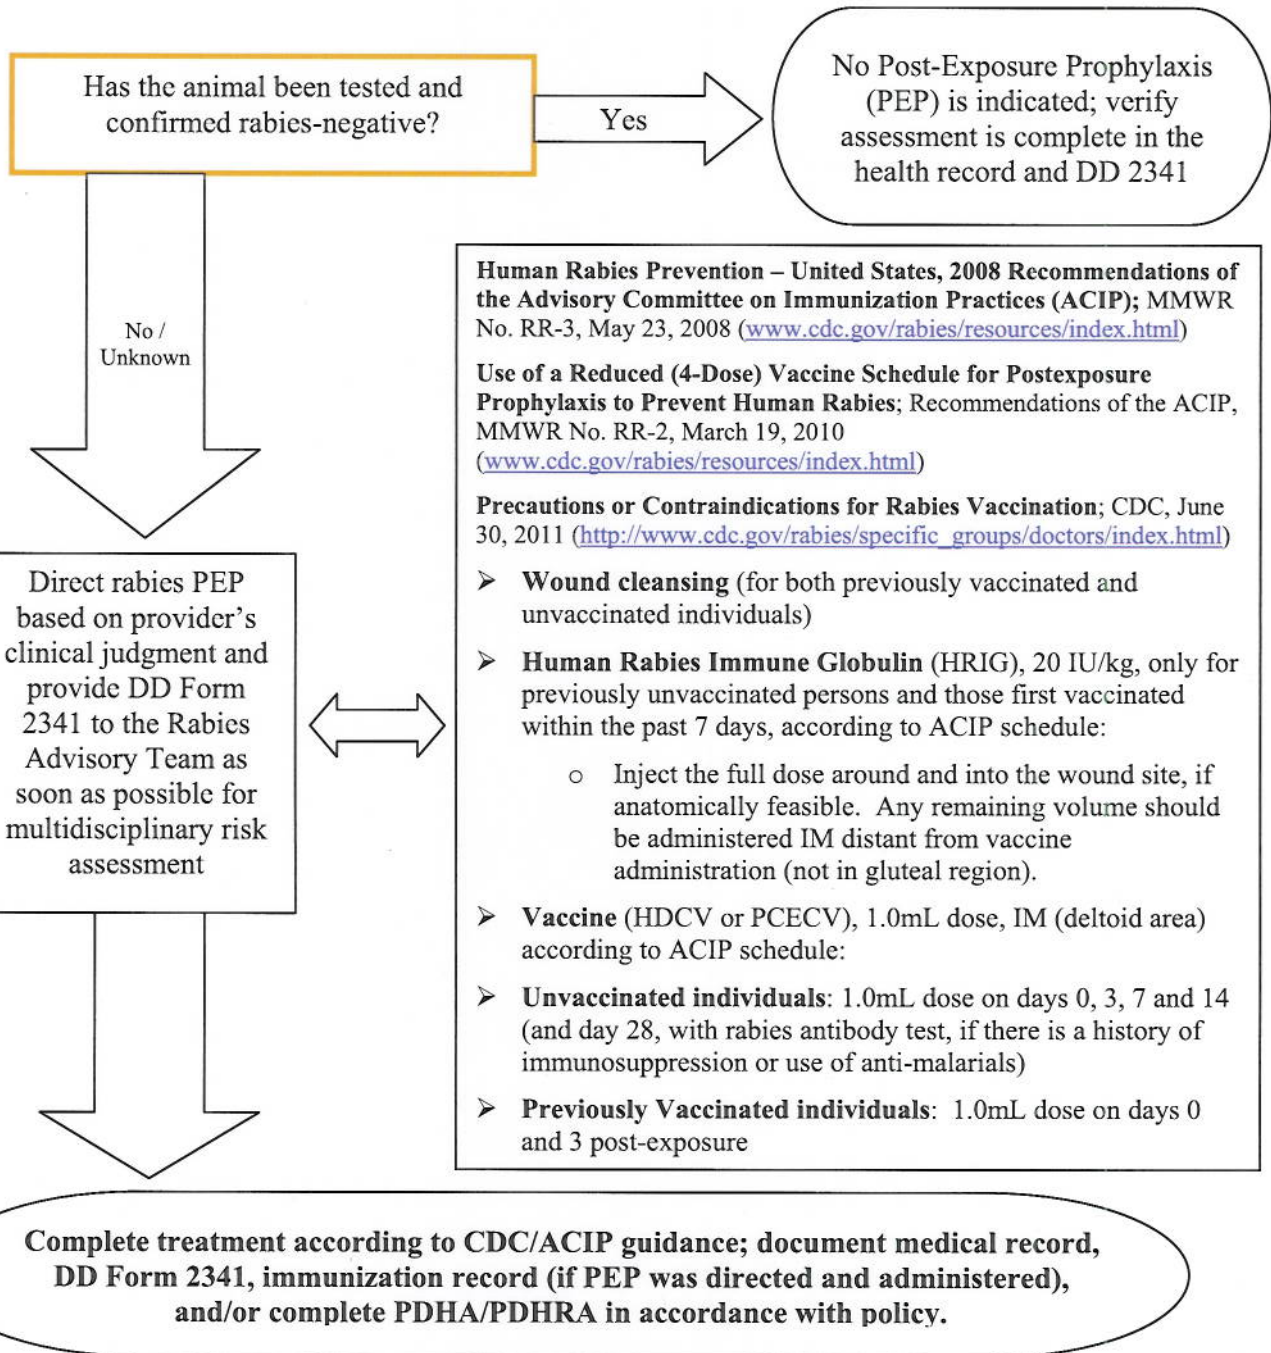 Has the animal been tested and
confirmed rabies-negative?
Yes
No Post-Exposure Prophylaxis
(PEP) is indicated; verify
assessment is complete in the
health record and DD 2341
No /
Unknown
Human Rabies Prevention – United States, 2008 Recommendations of
the Advisory Committee on Immunization Practices (ACIP); MMWR
No. RR-3, May 23, 2008 (www.cdc.gov/rabies/resources/index.html)
Use of a Reduced (4-Dose) Vaccine Schedule for Postexposure
Prophylaxis to Prevent Human Rabies; Recommendations of the ACIP,
MMWR No. RR-2, March 19, 2010
(www.cdc.gov/rabies/resources/index.html)
Precautions or Contraindications for Rabies Vaccination; CDC, June
30, 2011 (http://www.cdc.gov/rabies/specific_groups/doctors/index.html)
➢ Wound cleansing (for both previously vaccinated and
unvaccinated individuals)
➢ Human Rabies Immune Globulin (HRIG), 20 IU/kg, only for
previously unvaccinated persons and those first vaccinated
within the past 7 days, according to ACIP schedule:
o Inject the full dose around and into the wound site, if
anatomically feasible. Any remaining volume should
be administered IM distant from vaccine
administration (not in gluteal region).
➢ Vaccine (HDCV or PCECV), 1.0mL dose, IM (deltoid area)
according to ACIP schedule:
➢ Unvaccinated individuals: 1.0mL dose on days 0, 3, 7 and 14
(and day 28, with rabies antibody test, if there is a history of
immunosuppression or use of anti-malarials)
➢ Previously Vaccinated individuals: 1.0mL dose on days 0
and 3 post-exposure
Direct rabies PEP
based on provider's
clinical judgment and
provide DD Form
2341 to the Rabies
Advisory Team as
soon as possible for
multidisciplinary risk
assessment
Complete treatment according to CDC/ACIP guidance; document medical record,
DD Form 2341, immunization record (if PEP was directed and administered),
and/or complete PDHA/PDHRA in accordance with policy.